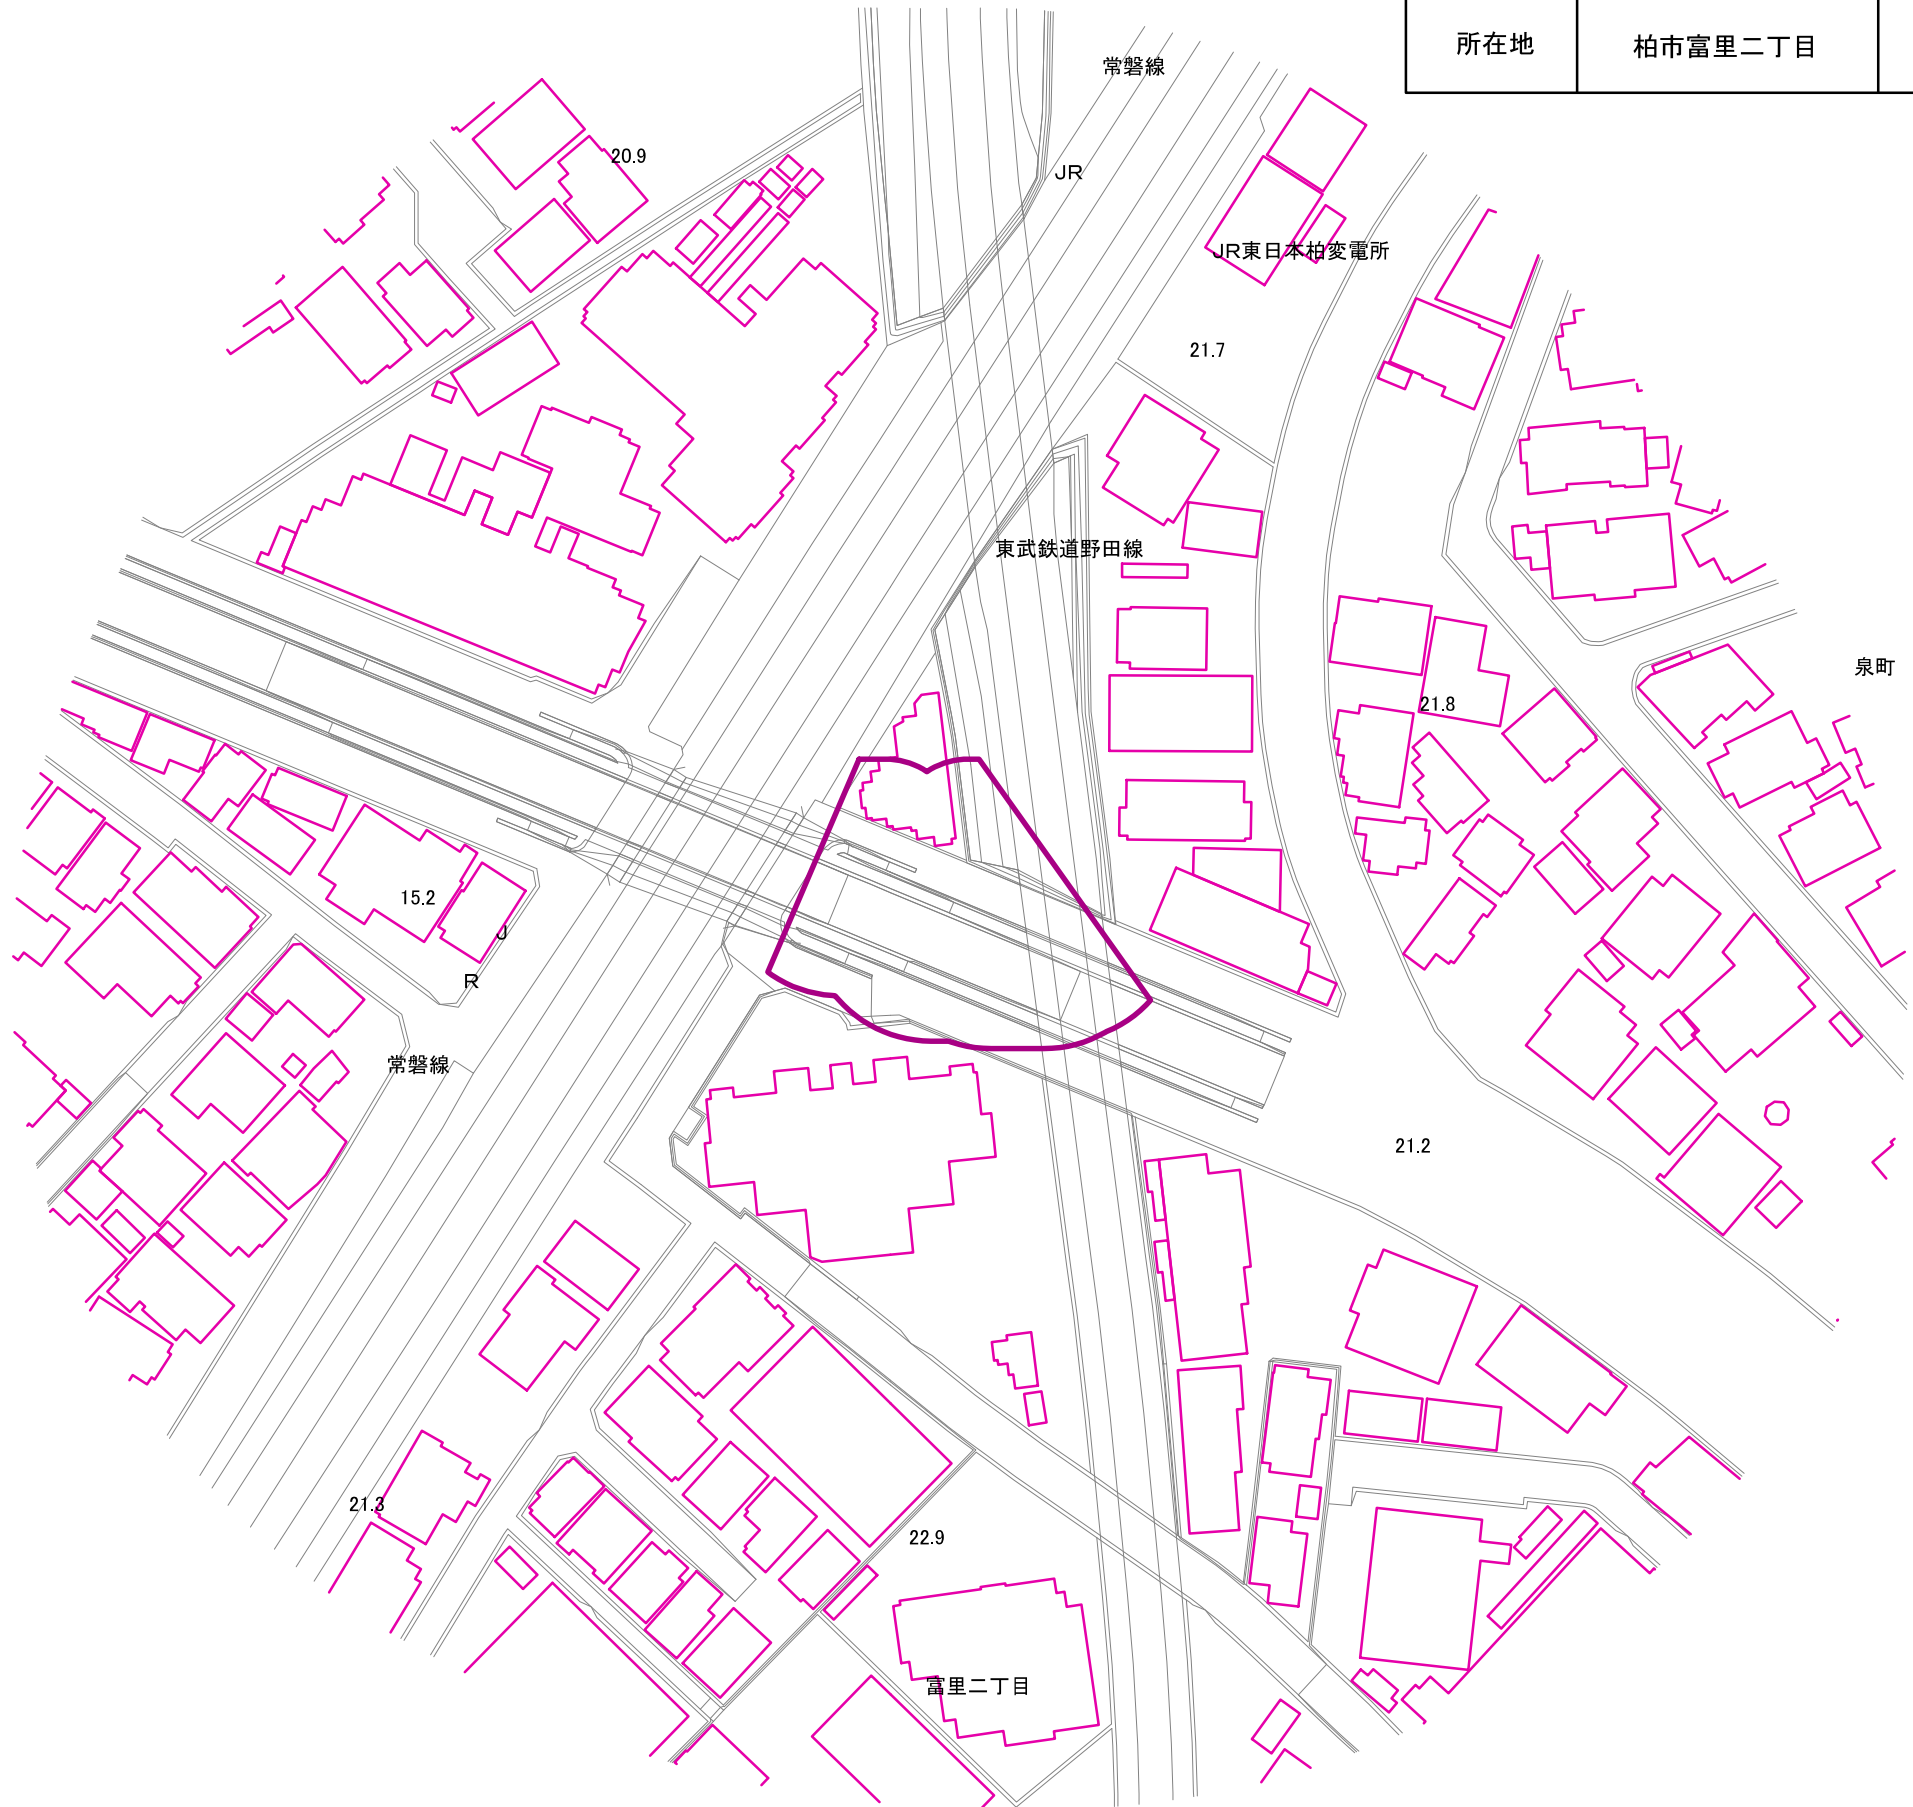 所在地 柏市富里二丁目
常磐線
20.9
JR
JR東日本柏変電所
21.7
東武鉄道野田線
泉町
21.8
15.2
J
R
常磐線
21.2
21.3
22.9
富里二丁目